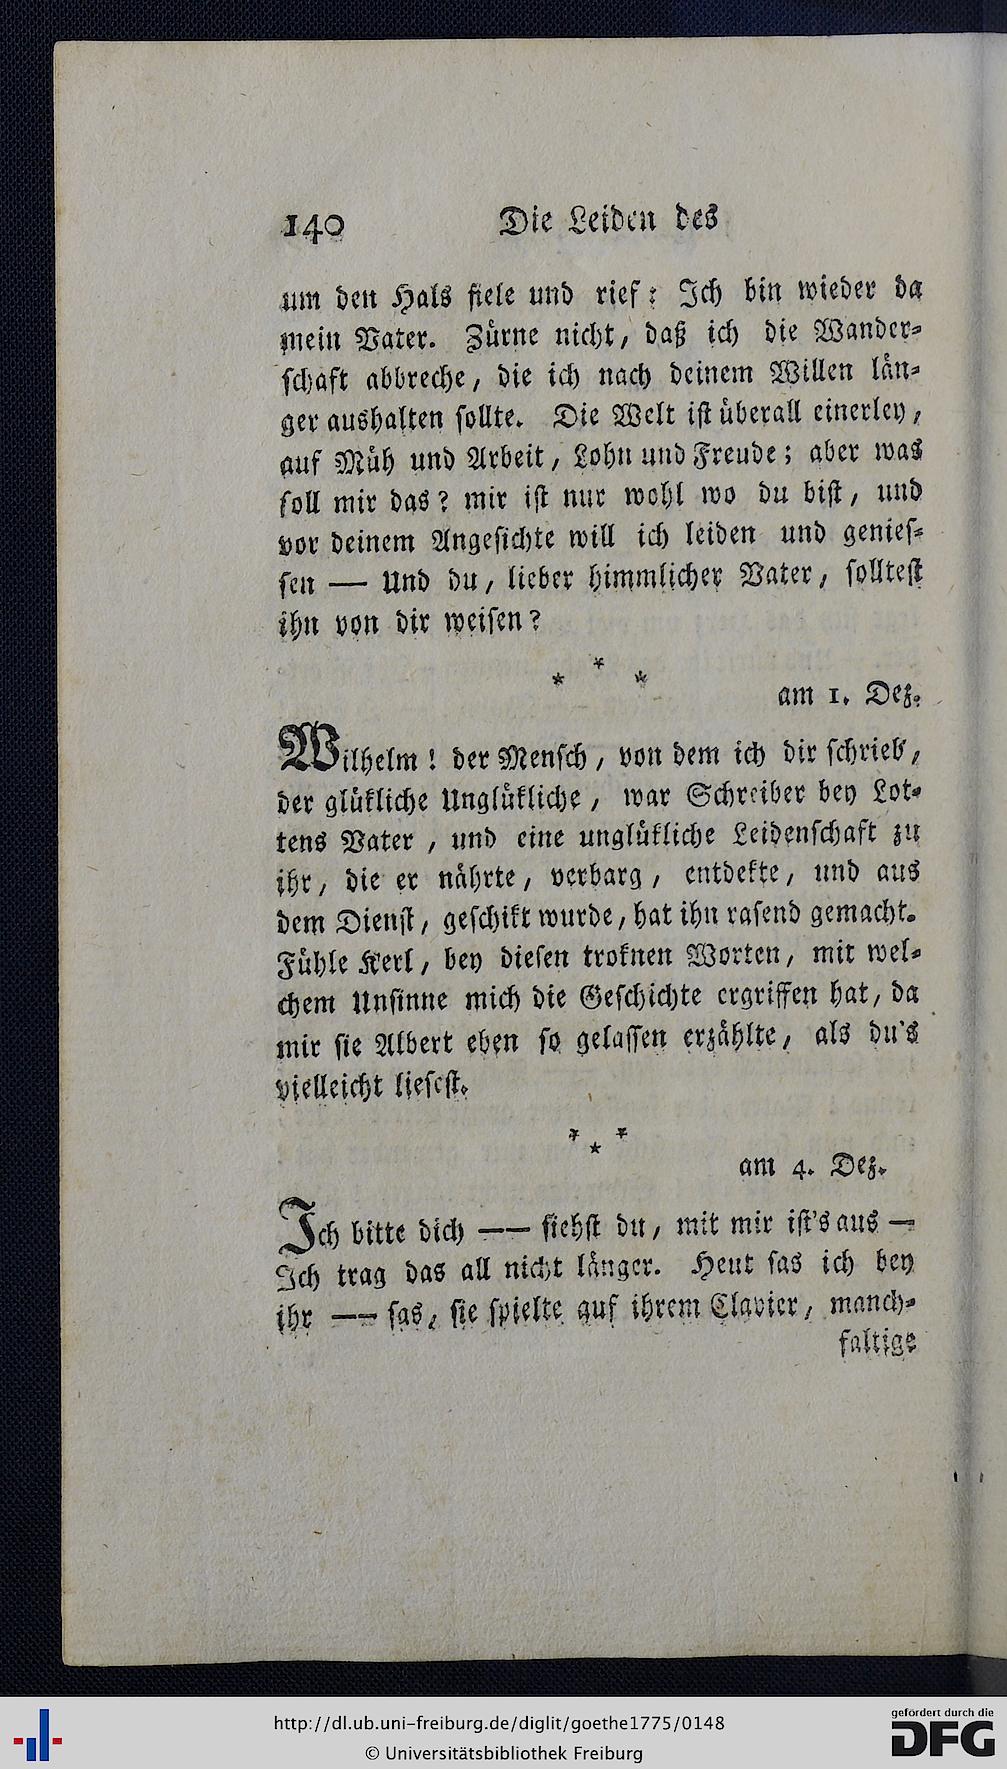 140 Die Leiden des
um den Hals fiele und rief: Ich bin wieder da
mein Vater. Zürne nicht, daß ich die Wander-
schaft abbreche, die ich nach deinem Willen län-
ger aushalten sollte. Die Welt ist überall einerley,
auf Müh und Arbeit, Lohn und Freude; aber was
soll mir das? mir ist nur wohl wo du bist, und
vor deinem Angesichte will ich leiden und genies-
sen — Und du, lieber himmlicher Vater, solltest
ihn von dir weisen?
* * *
am 1. Dez.
Wilhelm! der Mensch, von dem ich dir schrieb,
der glükliche Unglükliche, war Schreiber bey Lot-
tens Vater, und eine unglükliche Leidenschaft zu
ihr, die er nährte, verbarg, entdekte, und aus
dem Dienst, geschikt wurde, hat ihn rasend gemacht.
Fühle Kerl, bey diesen troknen Worten, mit wel-
chem Unsinne mich die Geschichte ergriffen hat, da
mir sie Albert eben so gelassen erzählte, als du's
vielleicht liesest.
* * *
am 4. Dez.
Ich bitte dich —— siehst du, mit mir ist's aus —
Ich trag das all nicht länger. Heut sas ich bey
ihr —— sas, sie spielte auf ihrem Clavier, manch-
faltige
http://dl.ub.uni-freiburg.de/diglit/goethe1775/0148
© Universitätsbibliothek Freiburg
gefördert durch die
DFG